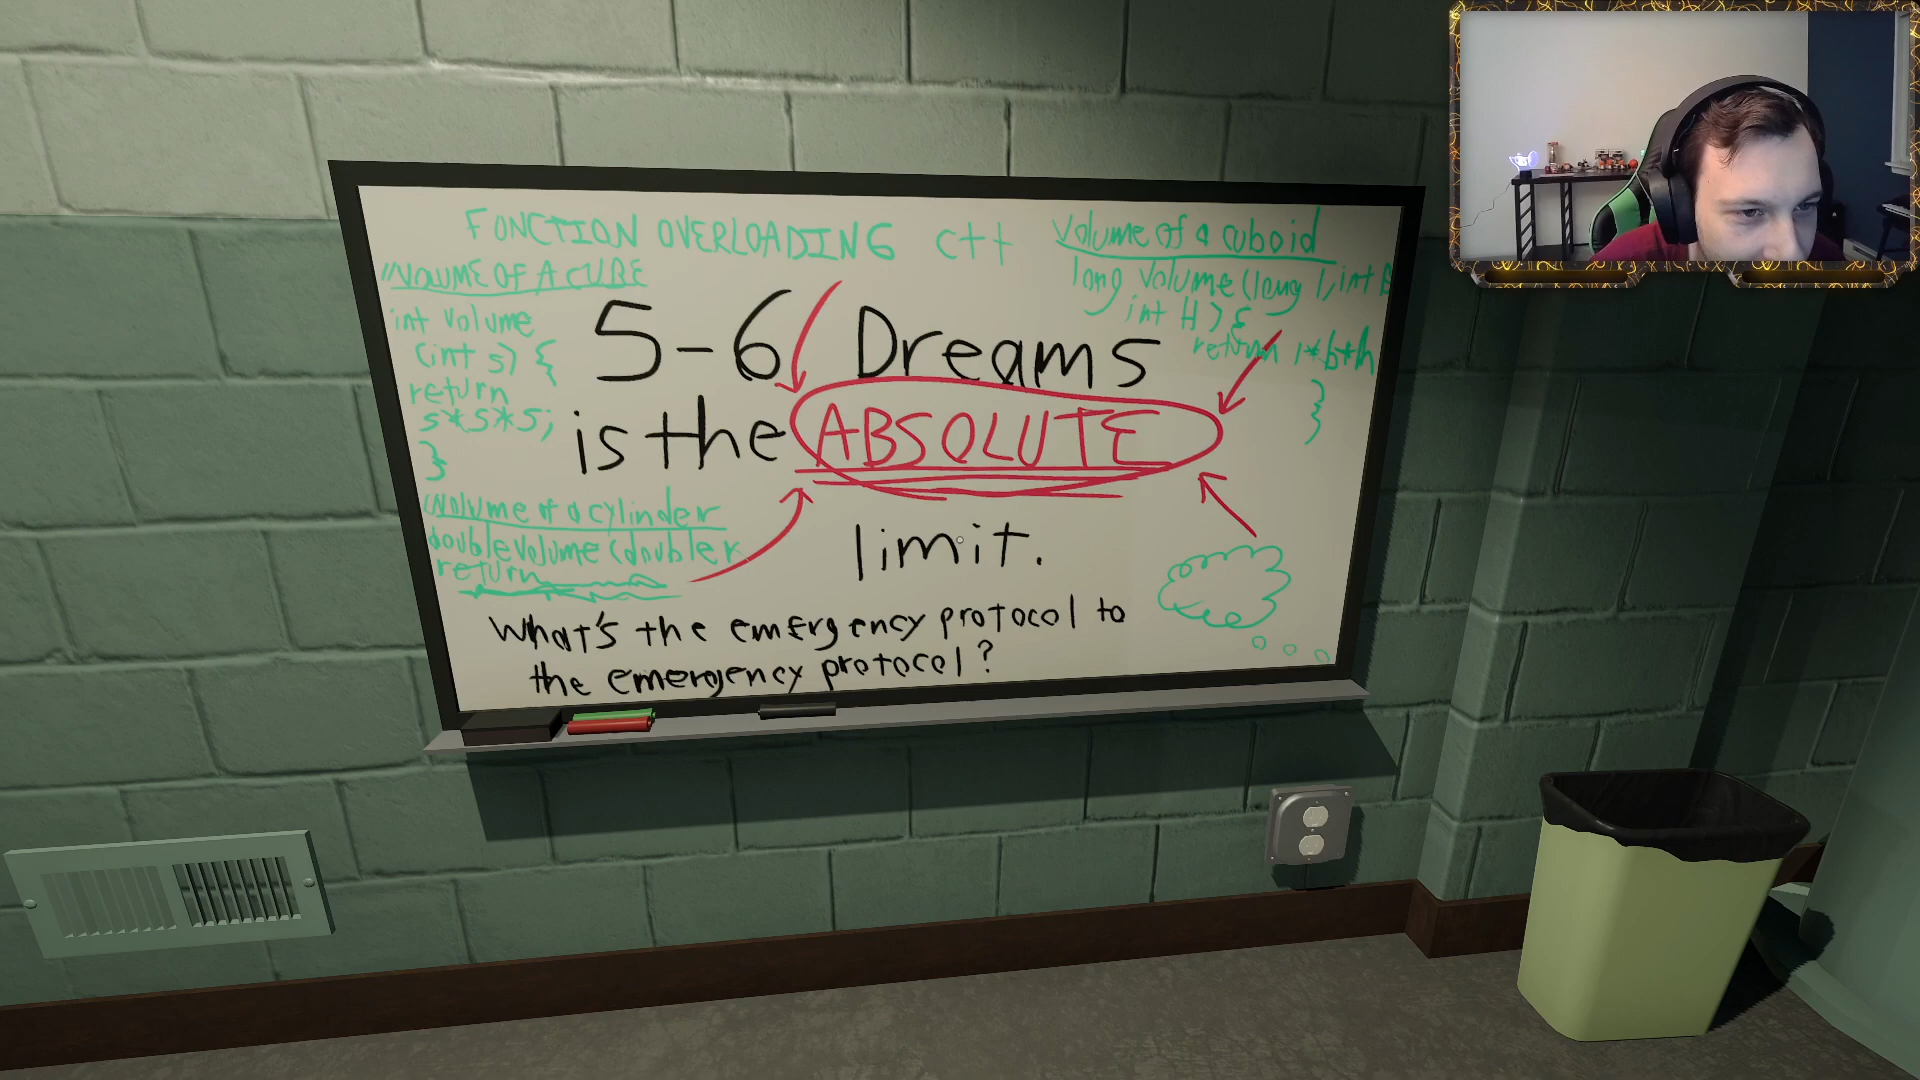 FONCTION OVERLOADING C++
//VOLUME OF A CUBE
int Volume
(int s) {
return
s*s*s;
}
Volume of a cylinder
double Volume (double r
return
Volume of a cuboid
long Volume (long l, int B
int H) {
return l*b*h
}
5-6 Dreams
is the ABSOLUTE
limit.
What's the emergency protocol to
the emergency protocol?